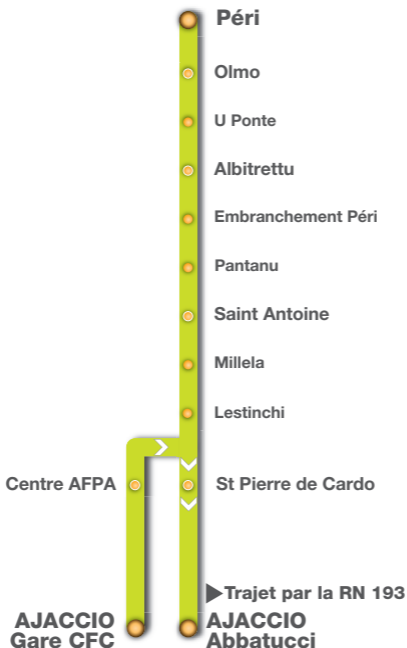 Péri
Olmo
U Ponte
Albitrettu
Embranchement Péri
Pantanu
Saint Antoine
Millela
Lestinchi
Centre AFPA
St Pierre de Cardo
Trajet par la RN 193
AJACCIO
Gare CFC
AJACCIO
Abbatucci